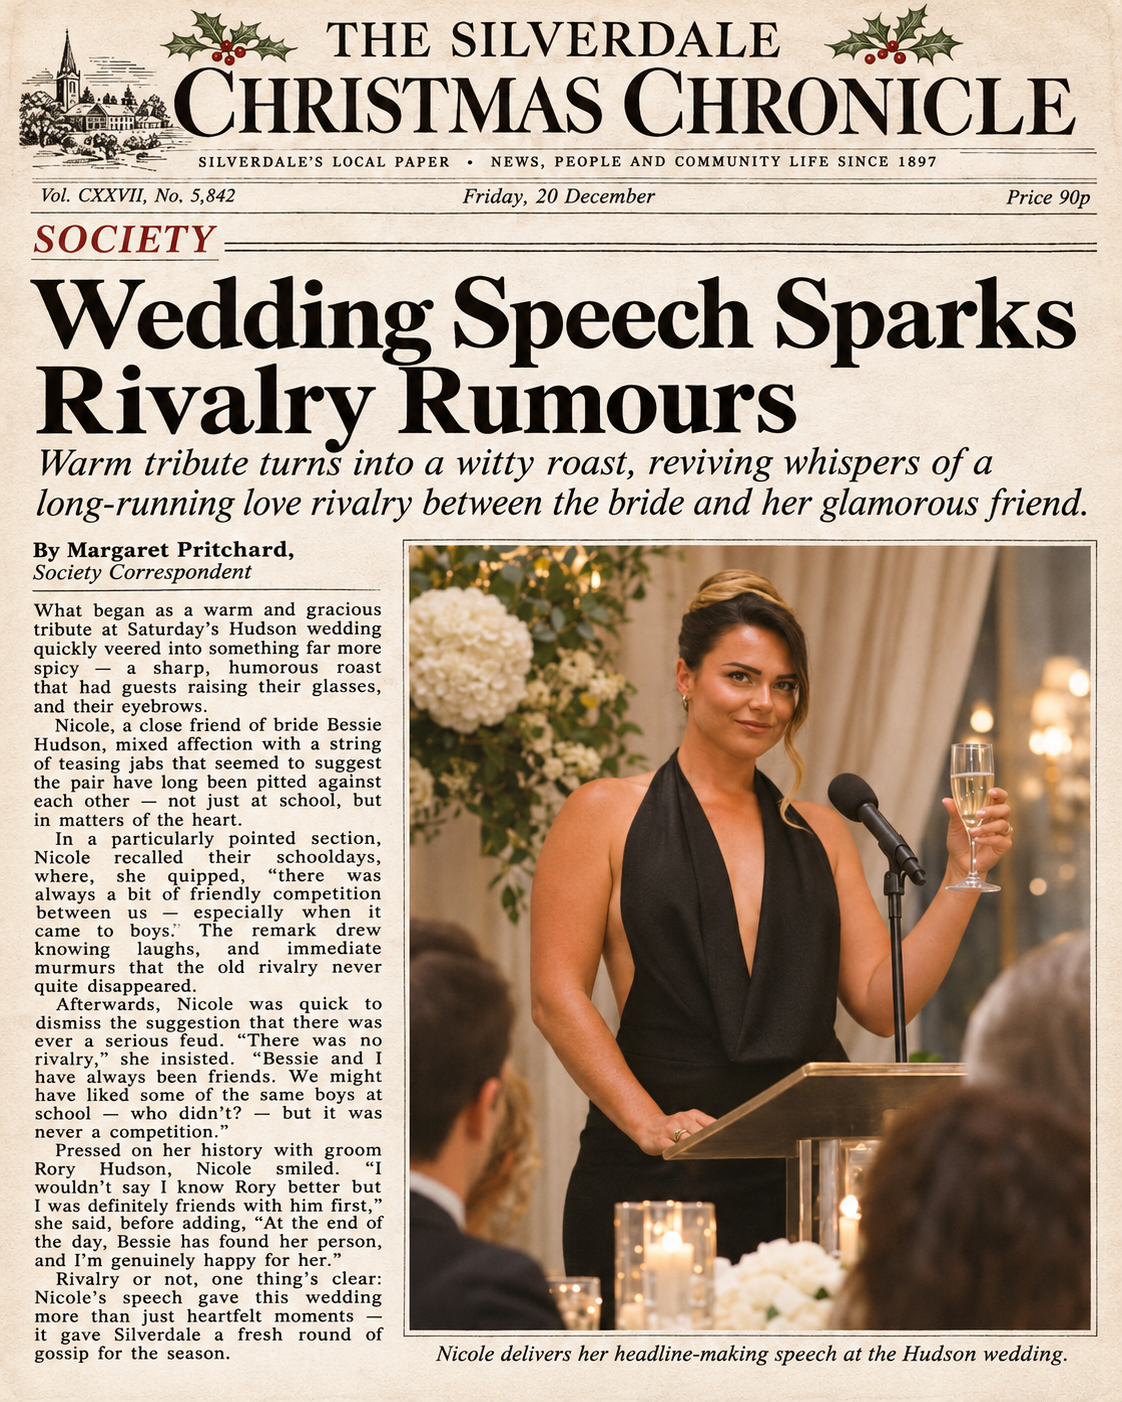 THE SILVERDALE
CHRISTMAS CHRONICLE
SILVERDALE'S LOCAL PAPER • NEWS, PEOPLE AND COMMUNITY LIFE SINCE 1897
Vol. CXXVII, No. 5,842 Friday, 20 December Price 90p
SOCIETY
Wedding Speech Sparks
Rivalry Rumours
Warm tribute turns into a witty roast, reviving whispers of a
long-running love rivalry between the bride and her glamorous friend.
By Margaret Pritchard,
Society Correspondent
What began as a warm and gracious
tribute at Saturday's Hudson wedding
quickly veered into something far more
spicy — a sharp, humorous roast
that had guests raising their glasses,
and their eyebrows.
Nicole, a close friend of bride Bessie
Hudson, mixed affection with a string
of teasing jabs that seemed to suggest
the pair have long been pitted against
each other — not just at school, but
in matters of the heart.
In a particularly pointed section,
Nicole recalled their schooldays,
where, she quipped, “there was
always a bit of friendly competition
between us — especially when it
came to boys.” The remark drew
knowing laughs, and immediate
murmurs that the old rivalry never
quite disappeared.
Afterwards, Nicole was quick to
dismiss the suggestion that there was
ever a serious feud. “There was no
rivalry,” she insisted. “Bessie and I
have always been friends. We might
have liked some of the same boys at
school — who didn't? — but it was
never a competition.”
Pressed on her history with groom
Rory Hudson, Nicole smiled. “I
wouldn't say I know Rory better but
I was definitely friends with him first,”
she said, before adding, “At the end of
the day, Bessie has found her person,
and I'm genuinely happy for her.”
Rivalry or not, one thing's clear:
Nicole's speech gave this wedding
more than just heartfelt moments —
it gave Silverdale a fresh round of
gossip for the season.
Nicole delivers her headline-making speech at the Hudson wedding.